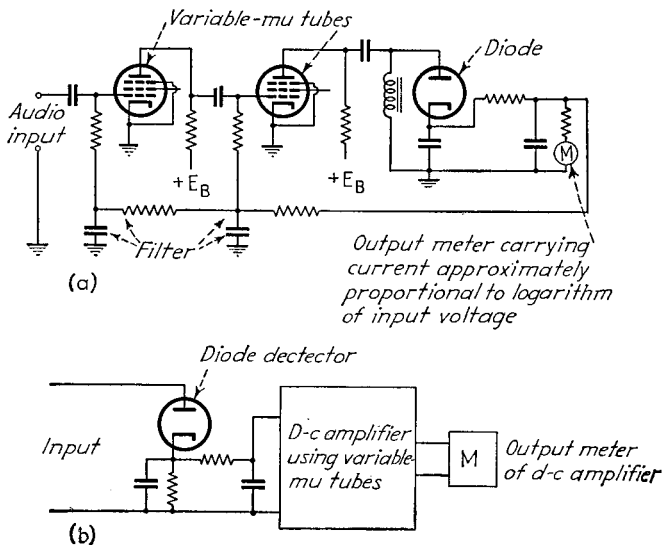 Variable-mu tubes
Diode
Audio
input
+E_B
+E_B
Filter
Output meter carrying
current approximately
proportional to logarithm
of input voltage
M
(a)
Diode dectector
Input
D-c amplifier
using variable-
mu tubes
M
Output meter
of d-c amplifier
(b)